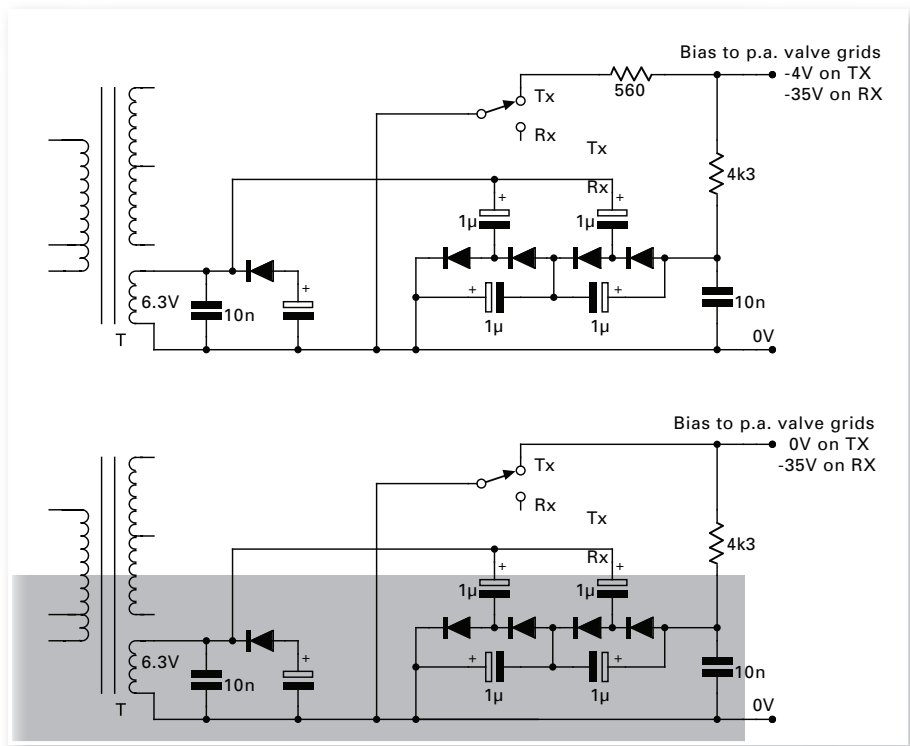 Bias to p.a. valve grids
-4V on TX
-35V on RX
Tx
560
Rx
Tx
4k3
Rx
+
+
1µ
1µ
+
6.3V
10n
+
+
10n
1µ
1µ
T
0V
Bias to p.a. valve grids
0V on TX
-35V on RX
Tx
Rx
Tx
4k3
Rx
+
+
1µ
1µ
+
6.3V
10n
+
+
10n
1µ
1µ
T
0V